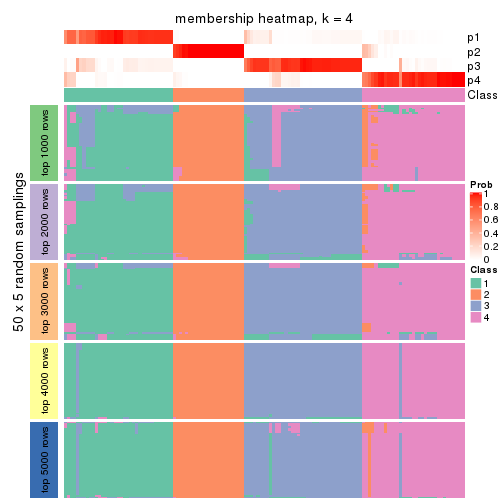 membership heatmap, k = 4
p1
p2
p3
p4
Class
50 x 5 random samplings
top 1000 rows
top 2000 rows
top 3000 rows
top 4000 rows
top 5000 rows
Prob
1
0.8
0.6
0.4
0.2
0
Class
1
2
3
4